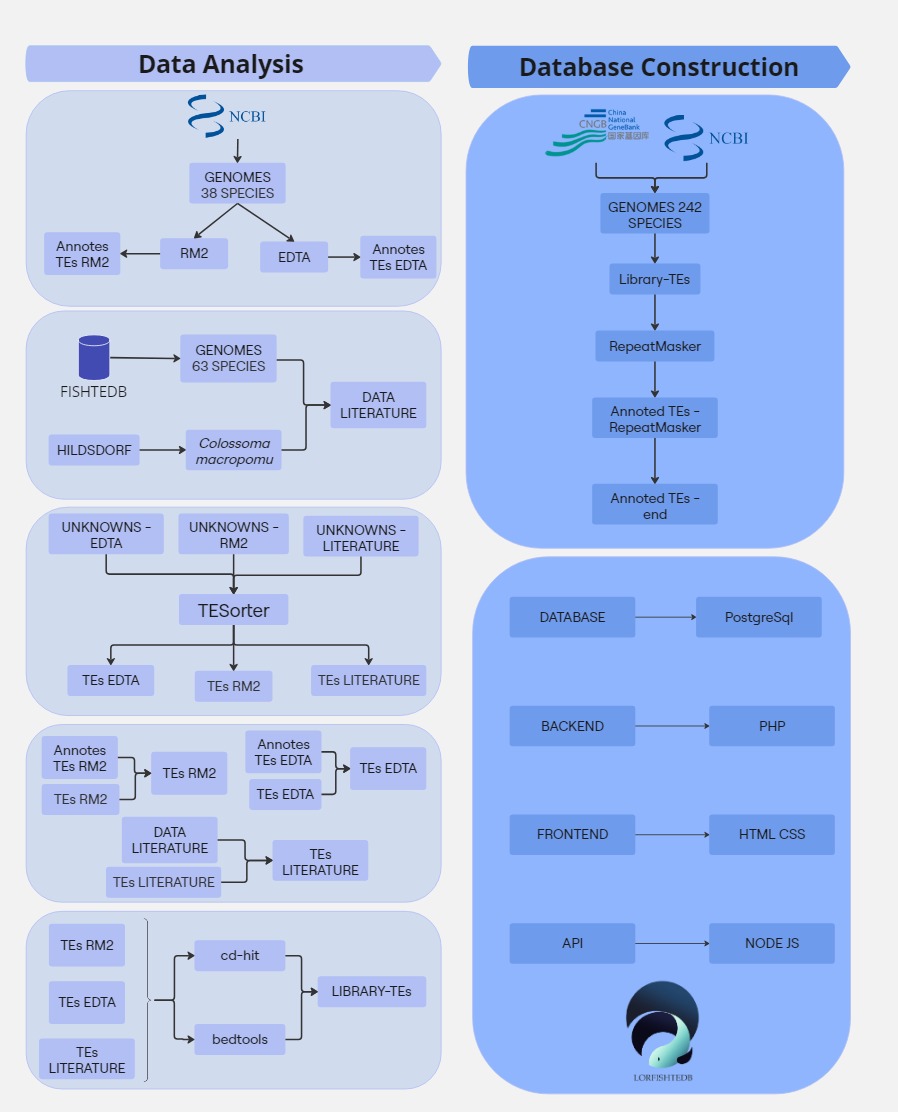 Data Analysis
NCBI
GENOMES
38 SPECIES
Annotes
TEs RM2
RM2
EDTA
Annotes
TEs EDTA
FISHTEDB
GENOMES
63 SPECIES
DATA
LITERATURE
HILDSDORF
Colossoma
macropomu
UNKNOWNS -
EDTA
UNKNOWNS -
RM2
UNKNOWNS -
LITERATURE
TESorter
TEs EDTA
TEs RM2
TEs LITERATURE
Annotes
TEs RM2
TEs RM2
TEs RM2
Annotes
TEs EDTA
TEs EDTA
TEs EDTA
DATA
LITERATURE
TEs LITERATURE
TEs
LITERATURE
TEs RM2
TEs EDTA
TEs
LITERATURE
cd-hit
bedtools
LIBRARY-TEs
Database Construction
CNGB
China
National
GeneBank
国家基因库
NCBI
GENOMES 242
SPECIES
Library-TEs
RepeatMasker
Annoted TEs -
RepeatMasker
Annoted TEs -
end
DATABASE
PostgreSql
BACKEND
PHP
FRONTEND
HTML CSS
API
NODE JS
LORFISHTEDB